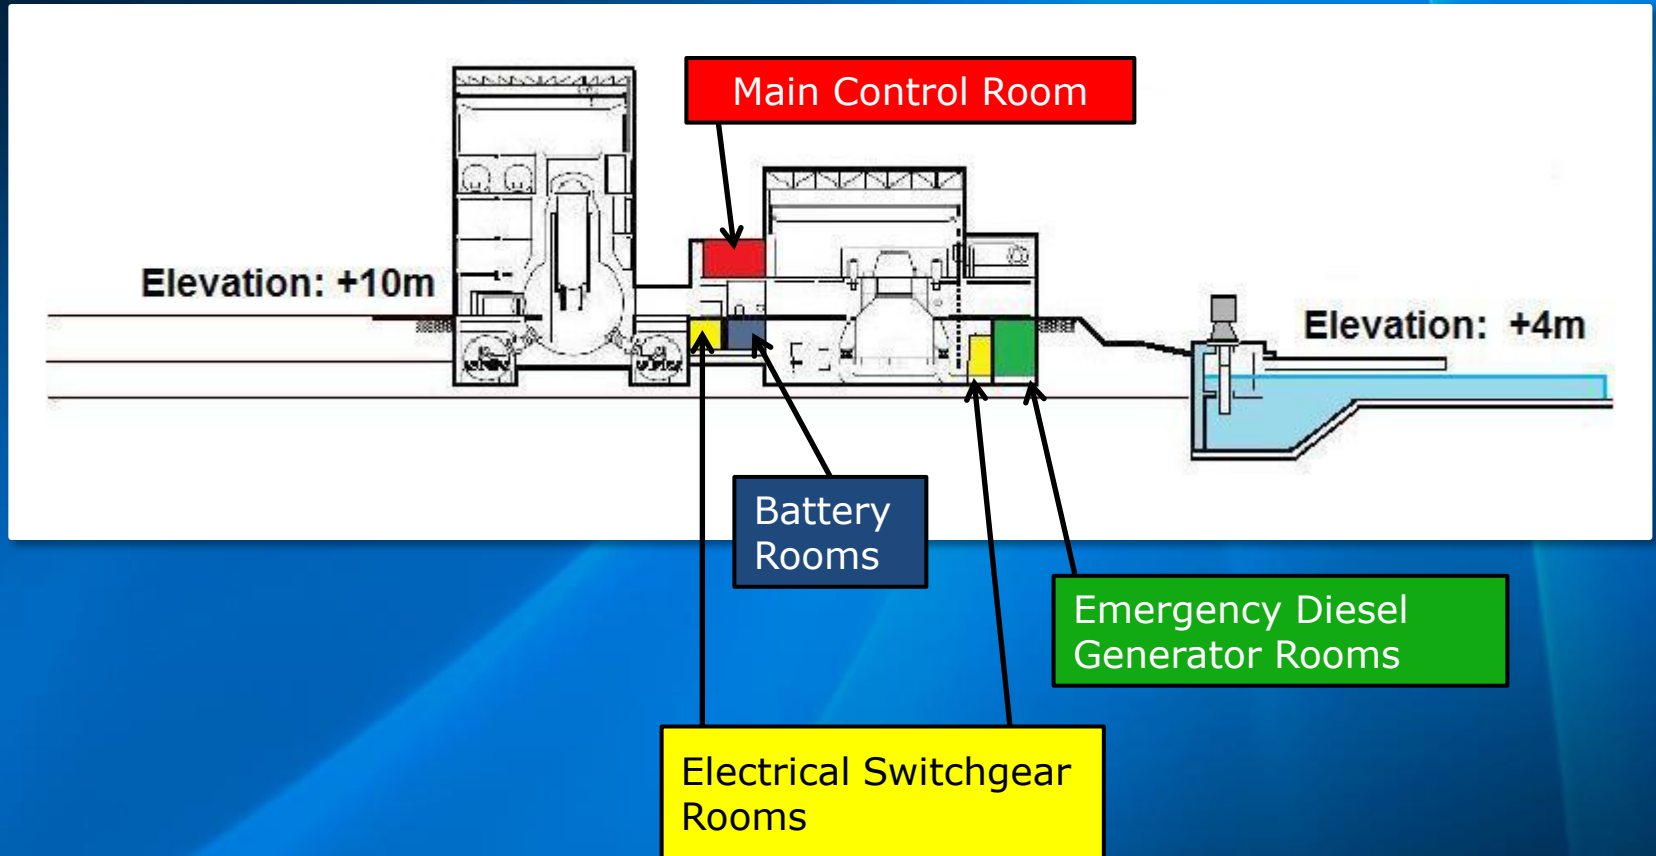 Main Control Room
Elevation: +10m
Elevation: +4m
Battery
Rooms
Emergency Diesel
Generator Rooms
Electrical Switchgear
Rooms